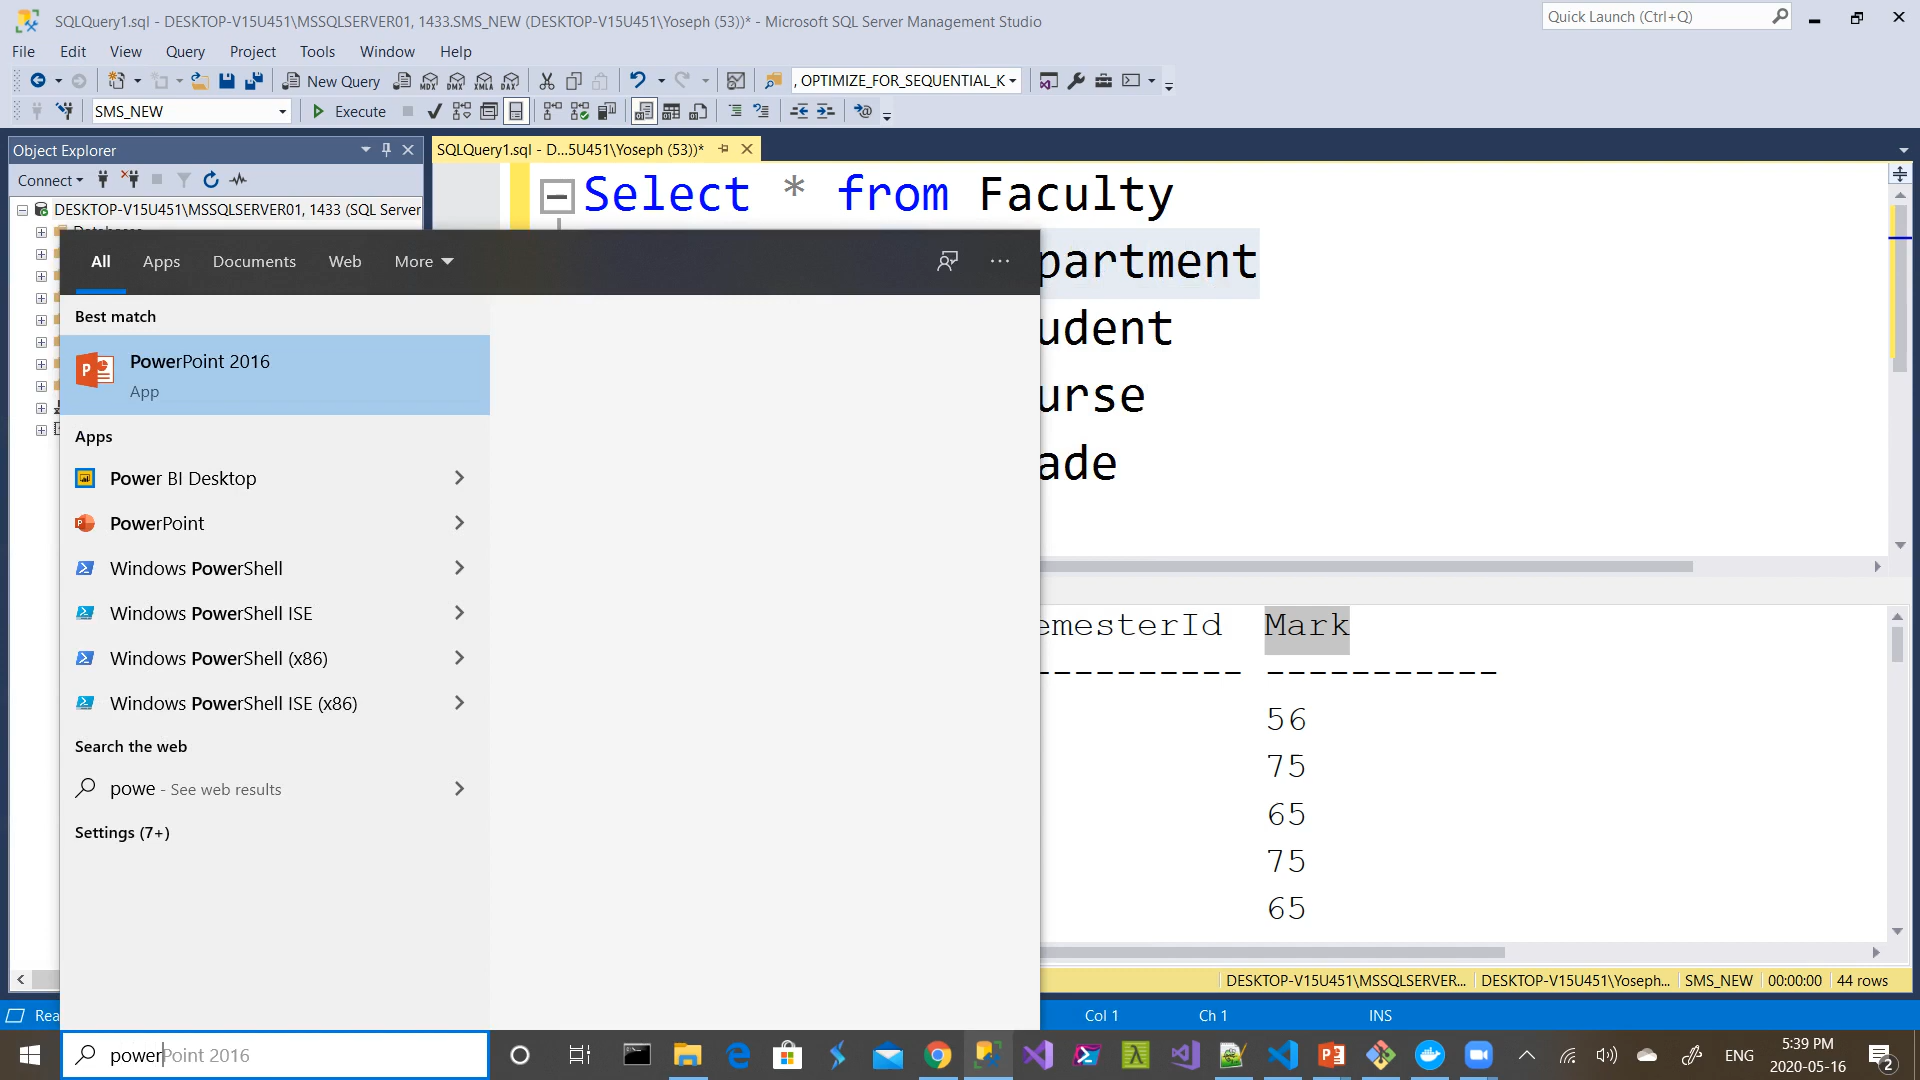 SQLQuery1.sql - DESKTOP-V15U451\MSSQLSERVER01, 1433.SMS_NEW (DESKTOP-V15U451\Yoseph (53))* - Microsoft SQL Server Management Studio
Quick Launch (Ctrl+Q)
File Edit View Query Project Tools Window Help
New Query MDX DMX XMLA DAX , OPTIMIZE_FOR_SEQUENTIAL_K
SMS_NEW Execute
Object Explorer
SQLQuery1.sql - D...5U451\Yoseph (53))*
Connect
DESKTOP-V15U451\MSSQLSERVER01, 1433 (SQL Server
Select * from Faculty
partment
udent
urse
ade
All Apps Documents Web More
Best match
PowerPoint 2016
App
Apps
Power BI Desktop
PowerPoint
Windows PowerShell
Windows PowerShell ISE
Windows PowerShell (x86)
Windows PowerShell ISE (x86)
Search the web
powe - See web results
Settings (7+)
emesterId Mark
---------- -----------
56
75
65
75
65
DESKTOP-V15U451\MSSQLSERVER... DESKTOP-V15U451\Yoseph... SMS_NEW 00:00:00 44 rows
Rea Col 1 Ch 1 INS
powerPoint 2016
ENG
5:39 PM
2020-05-16
2